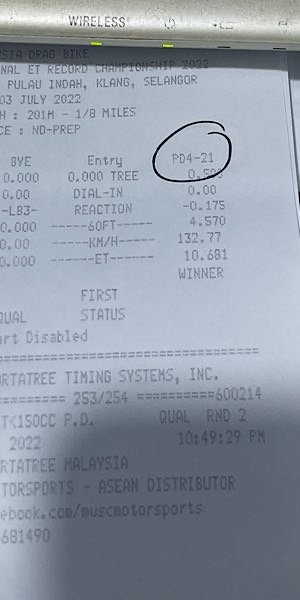 WIRELESS
STA DRAG BIKE
NAL ET RECORD CHAMPIONSHIP 2022
PULAU INDAH, KLANG, SELANGOR
03 JULY 2022
H : 201M - 1/8 MILES
CE : NO-PREP
BYE Entry PD4-21
0.000 0.000 TREE 0.500
0.00 DIAL-IN 0.00
-LB3- REACTION -0.175
0.000 ------60FT----- 4.570
0.00 ------KM/H----- 132.77
0.000 ------ET------ 10.681
WINNER
FIRST
QUAL STATUS
art Disabled
==================================
ORTATREE TIMING SYSTEMS, INC.
========= 253/254 ==========600214
T<150CC P.D. QUAL RND 2
2022 10:49:29 PM
RTATREE MALAYSIA
TORSPORTS - ASEAN DISTRIBUTOR
ebook.com/muscmotorsports
681490